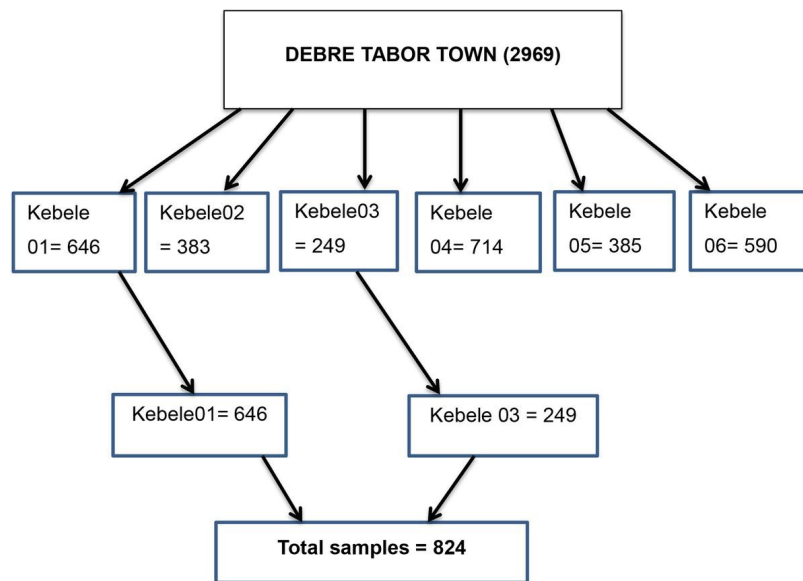 DEBRE TABOR TOWN (2969)
Kebele
01= 646
Kebele02
= 383
Kebele03
= 249
Kebele
04= 714
Kebele
05= 385
Kebele
06= 590
Kebele01= 646
Kebele 03 = 249
Total samples = 824